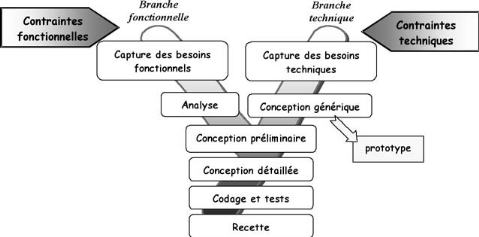 Branche
fonctionnelle
Branche
technique
Contraintes
fonctionnelles
Contraintes
techniques
Capture des besoins
fonctionnels
Capture des besoins
techniques
Analyse
Conception générique
Conception préliminaire
prototype
Conception détaillée
Codage et tests
Recette